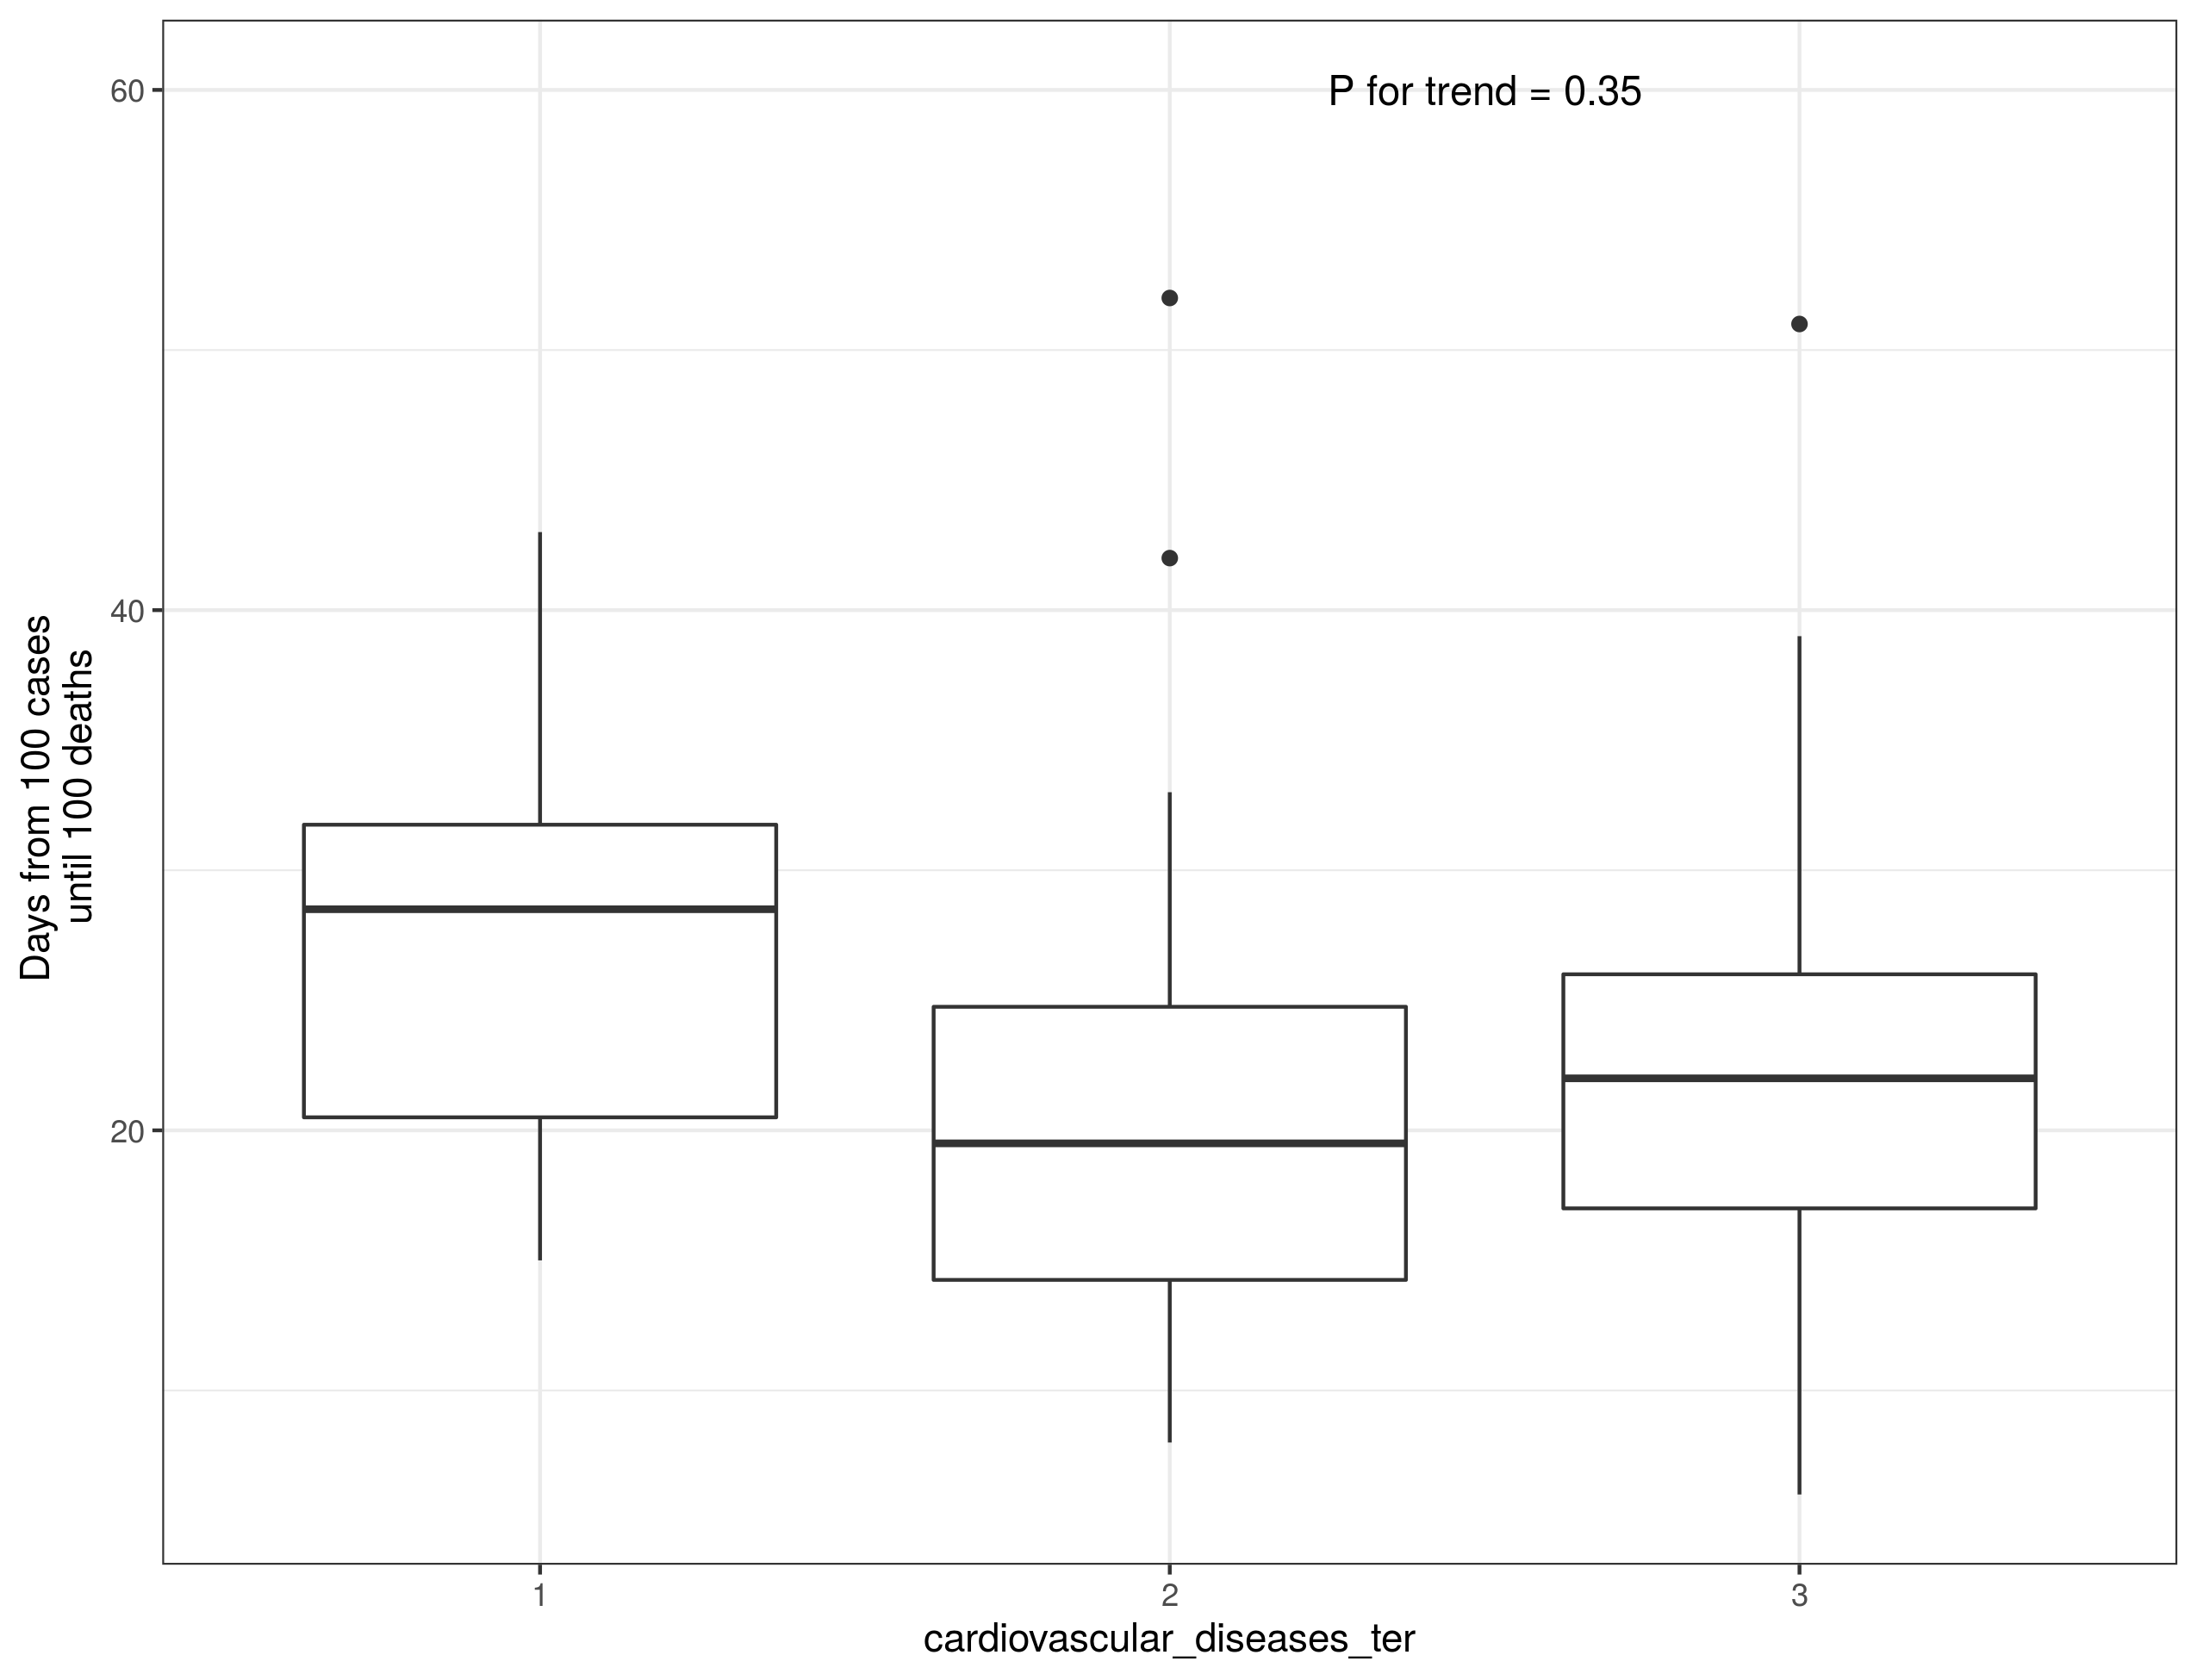 P for trend = 0.35
60
40
20
Days from 100 cases
until 100 deaths
1
2
3
cardiovascular_diseases_ter